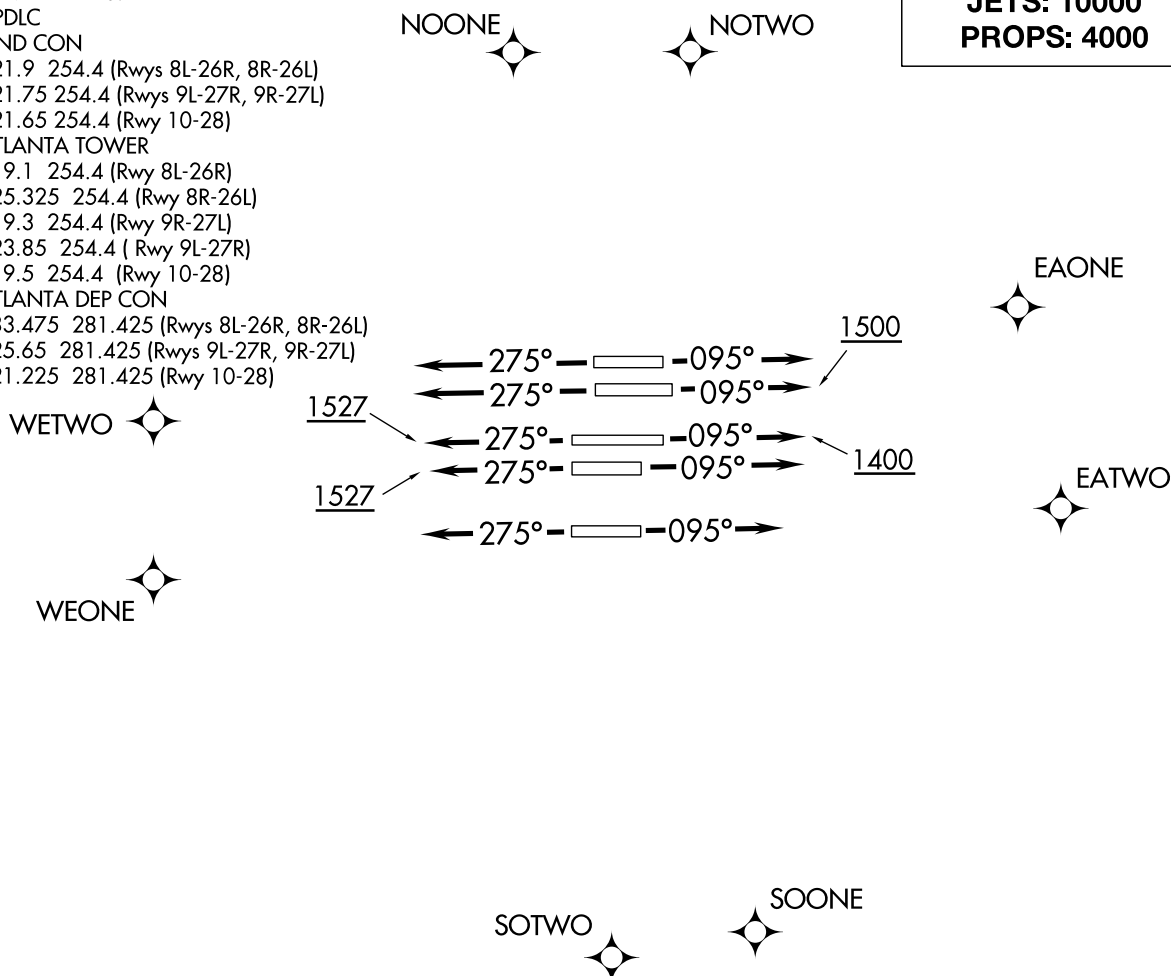 PDLC
ND CON
21.9 254.4 (Rwys 8L-26R, 8R-26L)
21.75 254.4 (Rwys 9L-27R, 9R-27L)
21.65 254.4 (Rwy 10-28)
TLANTA TOWER
9.1 254.4 (Rwy 8L-26R)
25.325 254.4 (Rwy 8R-26L)
9.3 254.4 (Rwy 9R-27L)
23.85 254.4 ( Rwy 9L-27R)
9.5 254.4 (Rwy 10-28)
TLANTA DEP CON
33.475 281.425 (Rwys 8L-26R, 8R-26L)
25.65 281.425 (Rwys 9L-27R, 9R-27L)
21.225 281.425 (Rwy 10-28)
NOONE
NOTWO
JETS: 10000
PROPS: 4000
EAONE
1500
275° 095°
275° 095°
WETWO
1527
275° 095°
1400
275° 095°
1527
EATWO
275° 095°
WEONE
SOONE
SOTWO